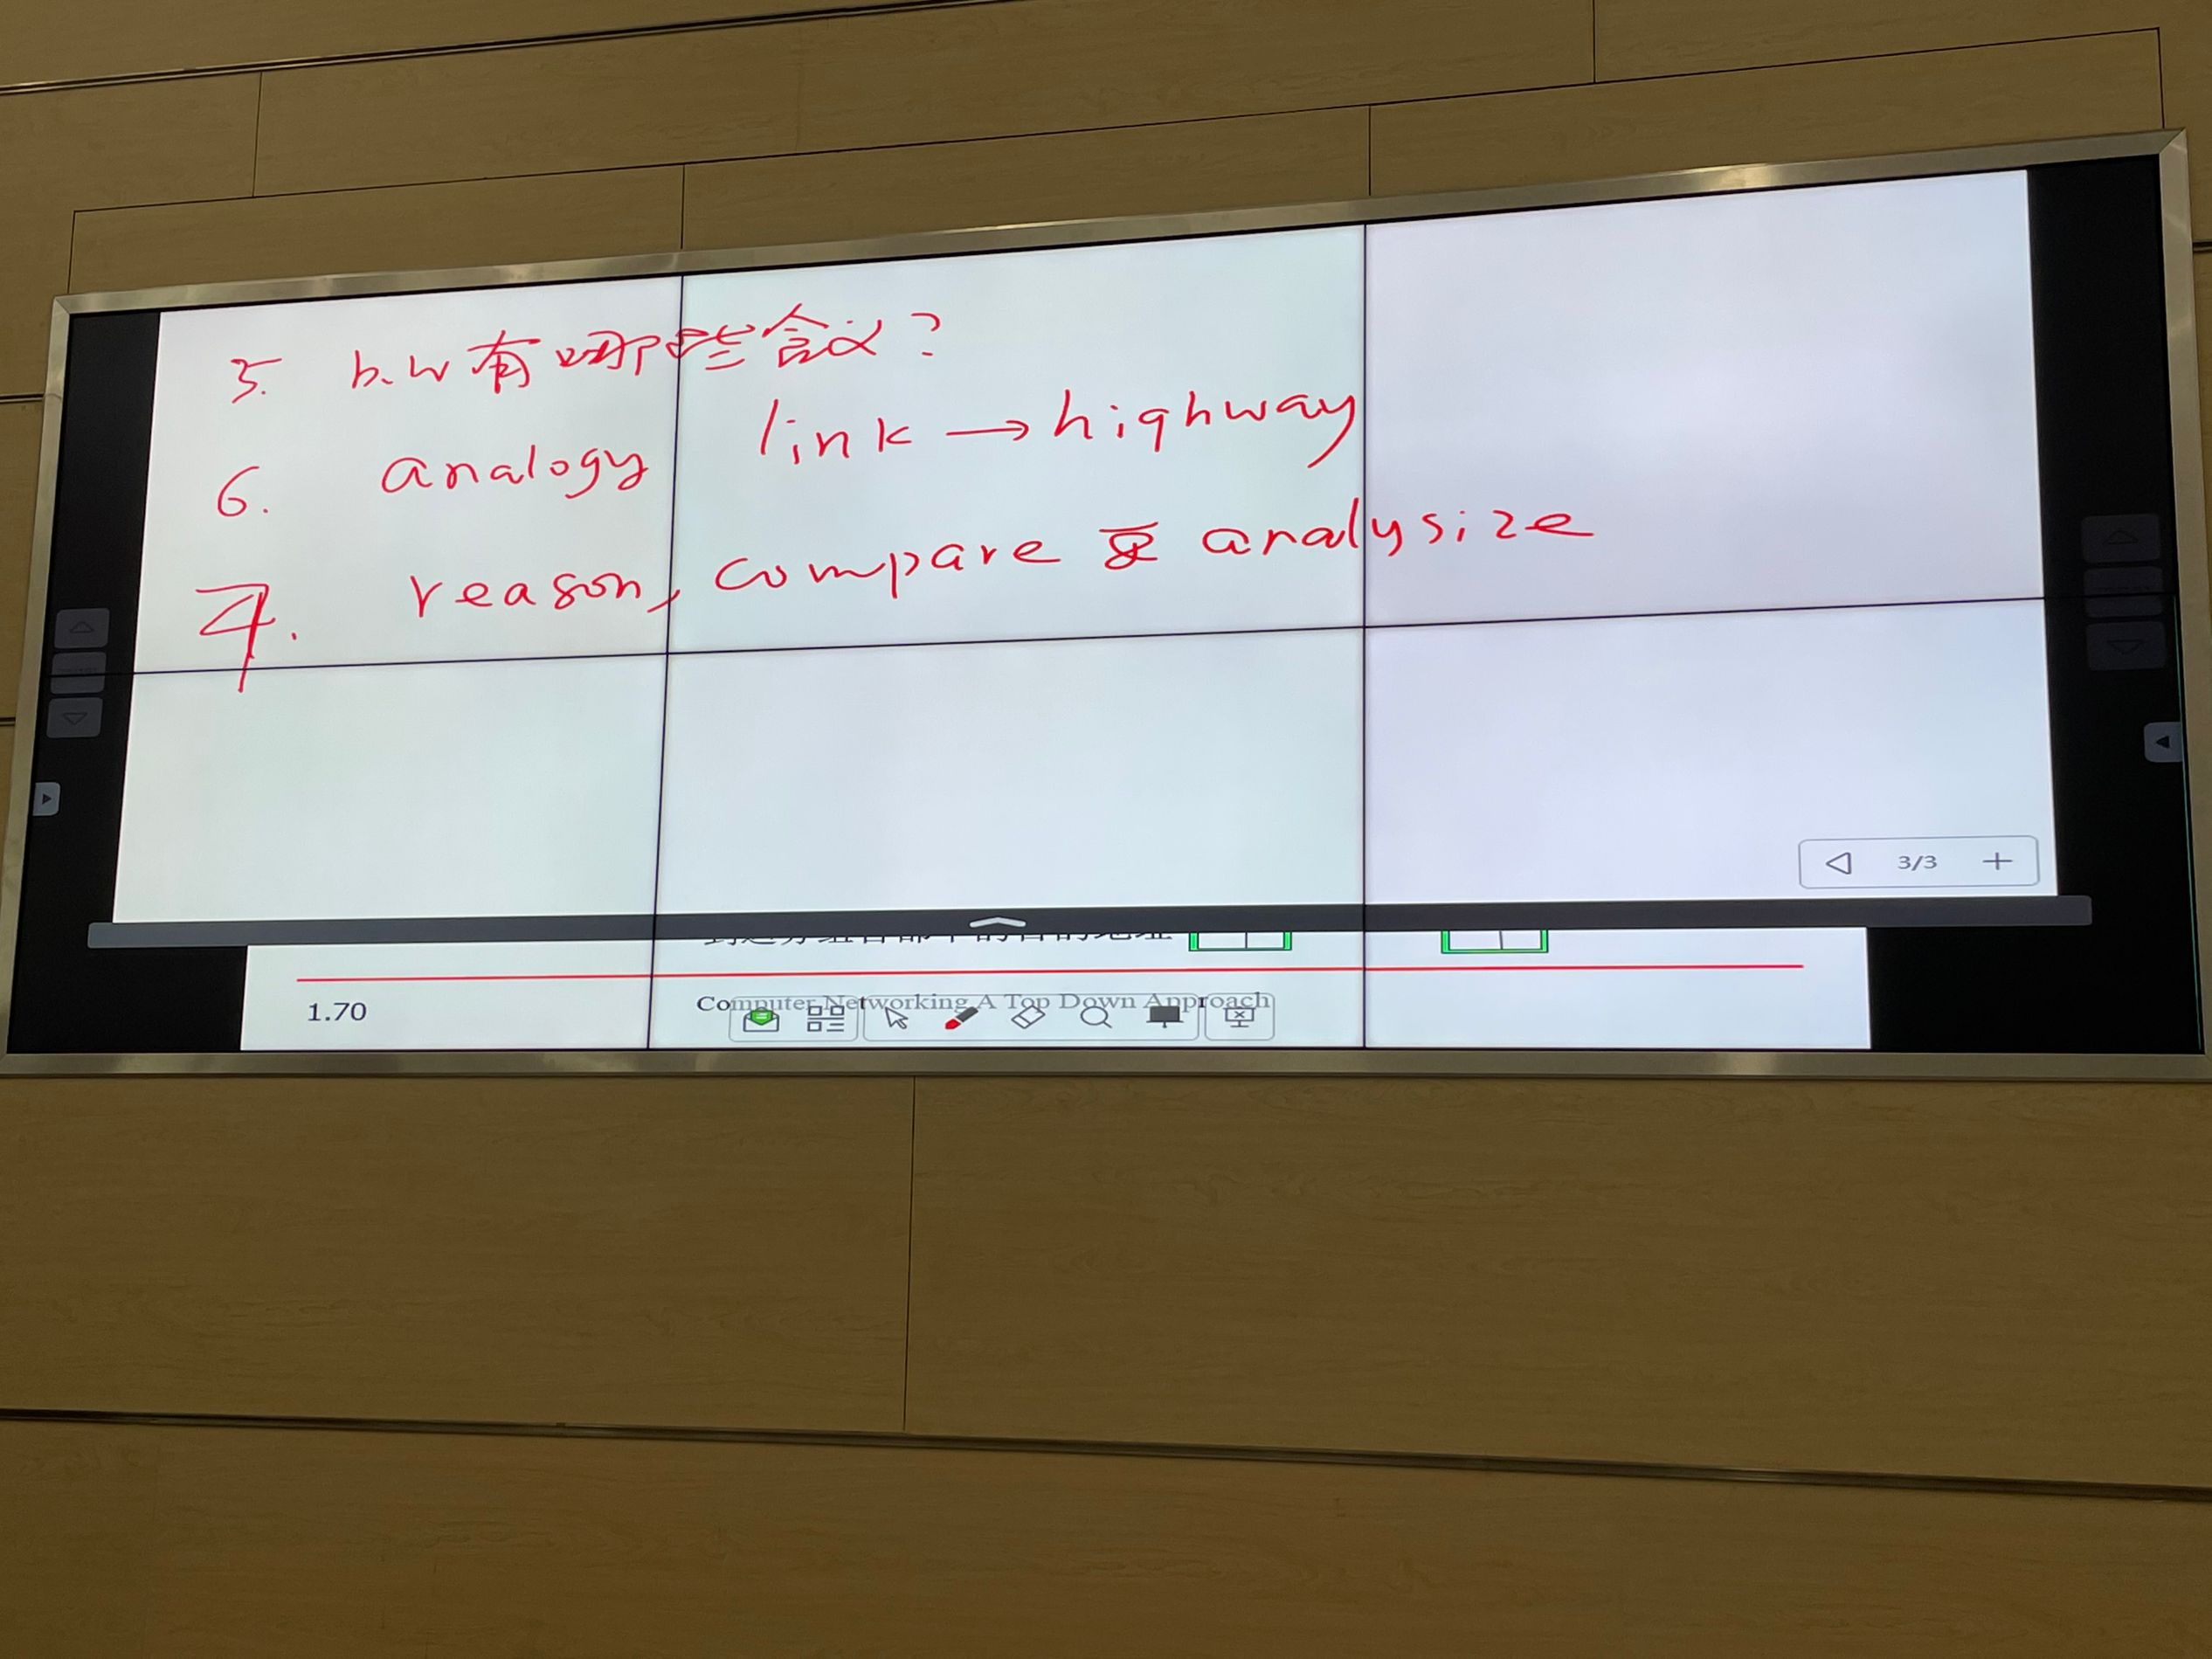 5. b.w有哪些含义?
6. analogy link → highway
7. reason, compare 要 analysize
3/3
1.70
Computer Networking A Top Down Approach